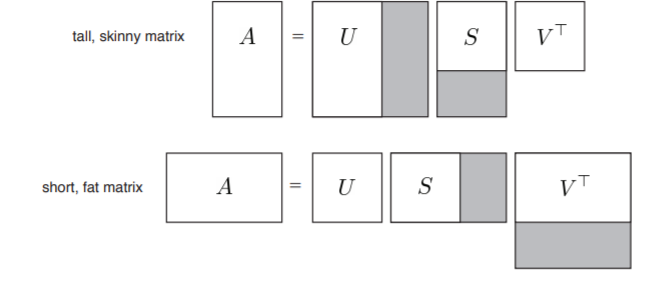 tall, skinny matrix A = U S V⊤
short, fat matrix A = U S V⊤